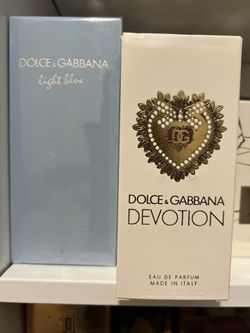 DOLCE & GABBANA
light blue
DG
DOLCE & GABBANA
DEVOTION
EAU DE PARFUM
MADE IN ITALY